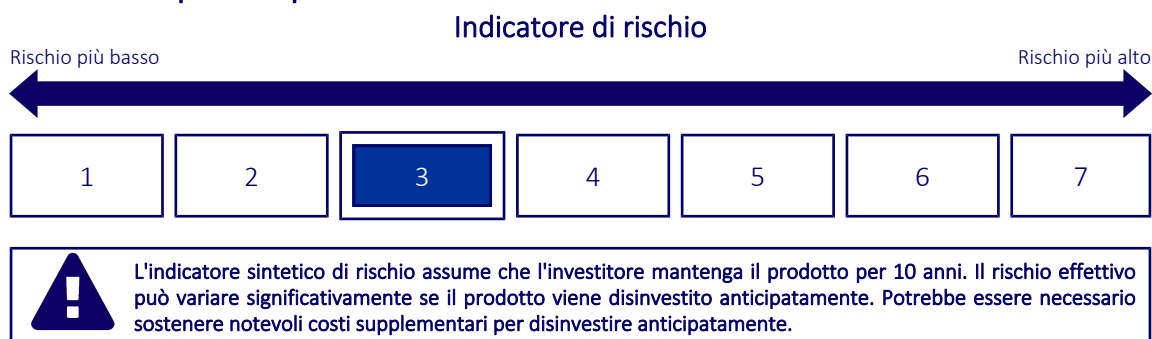 Indicatore di rischio
Rischio più basso
Rischio più alto
1
2
3
4
5
6
7
L'indicatore sintetico di rischio assume che l'investitore mantenga il prodotto per 10 anni. Il rischio effettivo
può variare significativamente se il prodotto viene disinvestito anticipatamente. Potrebbe essere necessario
sostenere notevoli costi supplementari per disinvestire anticipatamente.